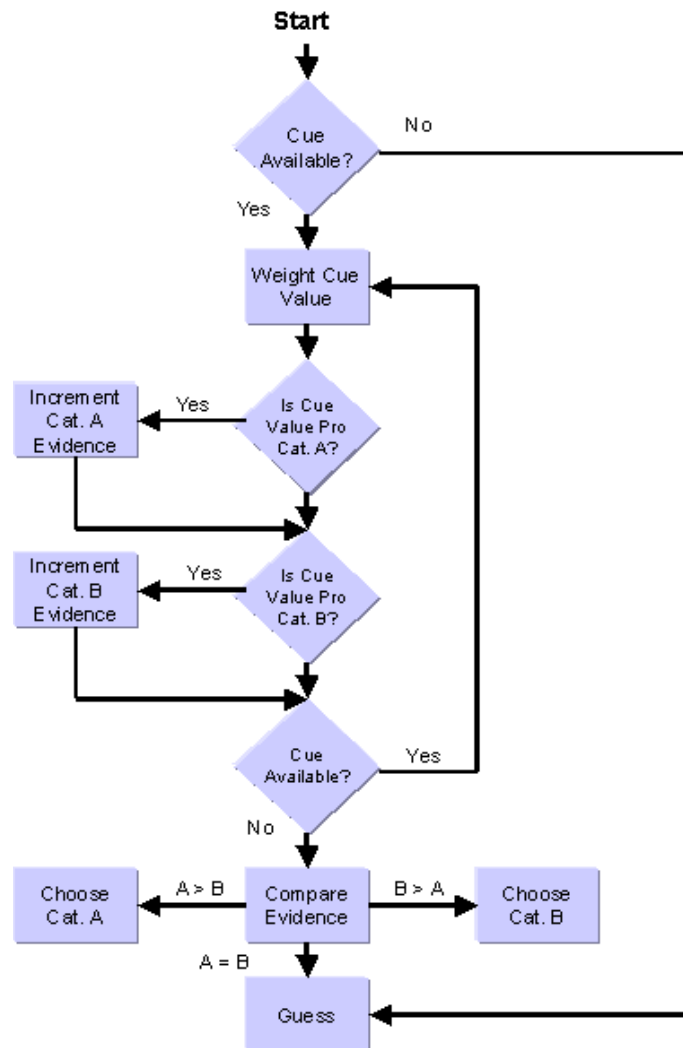 Start
Cue
Available?
No
Yes
Weight Cue
Value
Increment
Cat. A
Evidence
Yes
Is Cue
Value Pro
Cat. A?
Increment
Cat. B
Evidence
Yes
Is Cue
Value Pro
Cat. B?
Cue
Available?
Yes
No
Choose
Cat. A
A > B
Compare
Evidence
B > A
Choose
Cat. B
A = B
Guess